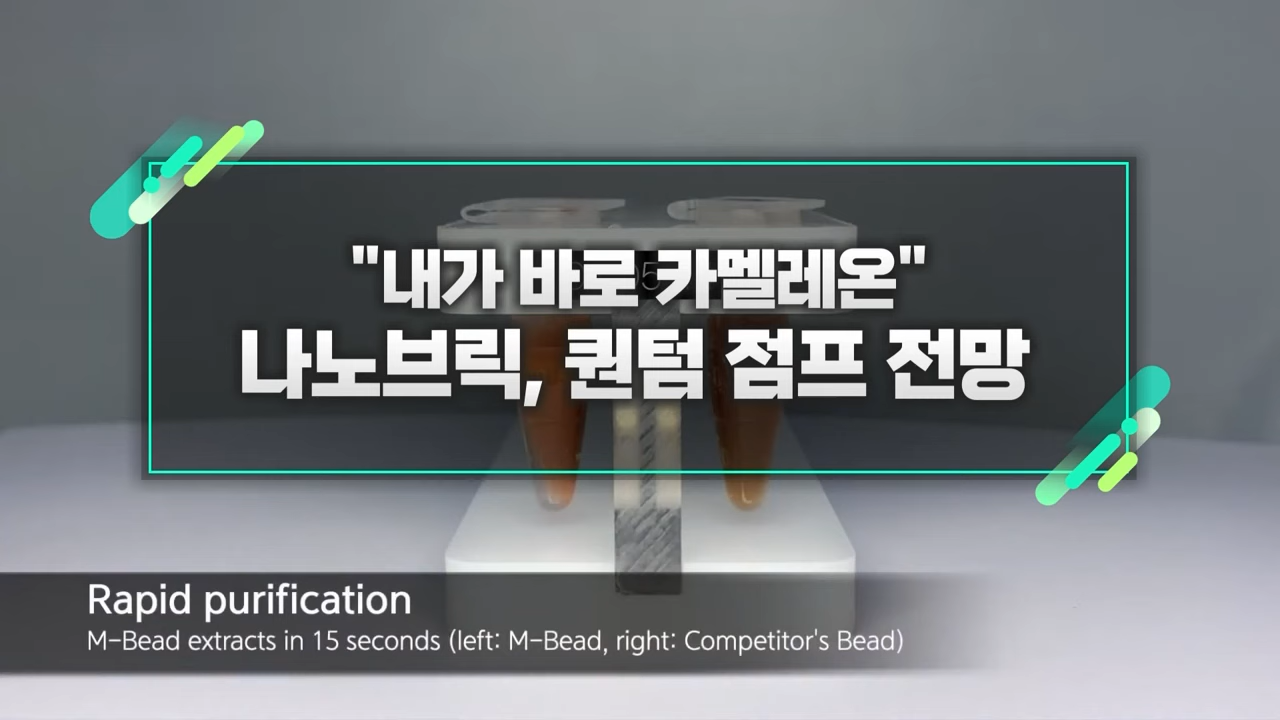 "내가 바로 카멜레온"
나노브릭, 퀀텀 점프 전망
Rapid purification
M-Bead extracts in 15 seconds (left: M-Bead, right: Competitor's Bead)